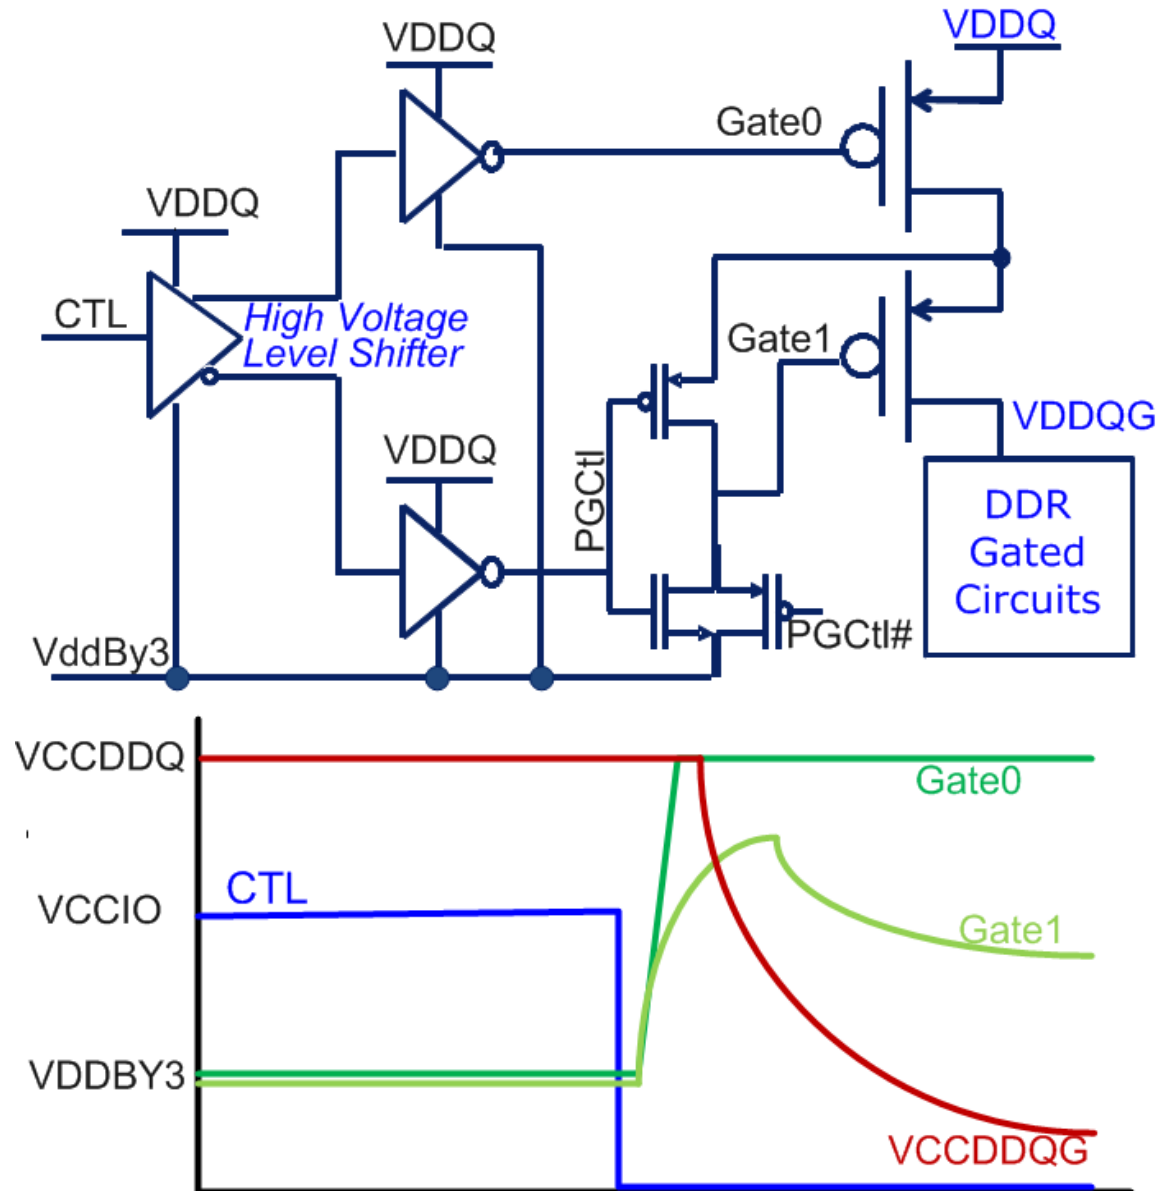 VDDQ
VDDQ
Gate0
VDDQ
CTL
High Voltage
Level Shifter
Gate1
VDDQG
VDDQ
PGCtl
DDR
Gated
Circuits
PGCtl#
VddBy3
VCCDDQ
Gate0
CTL
VCCIO
Gate1
VDDBY3
VCCDDQG